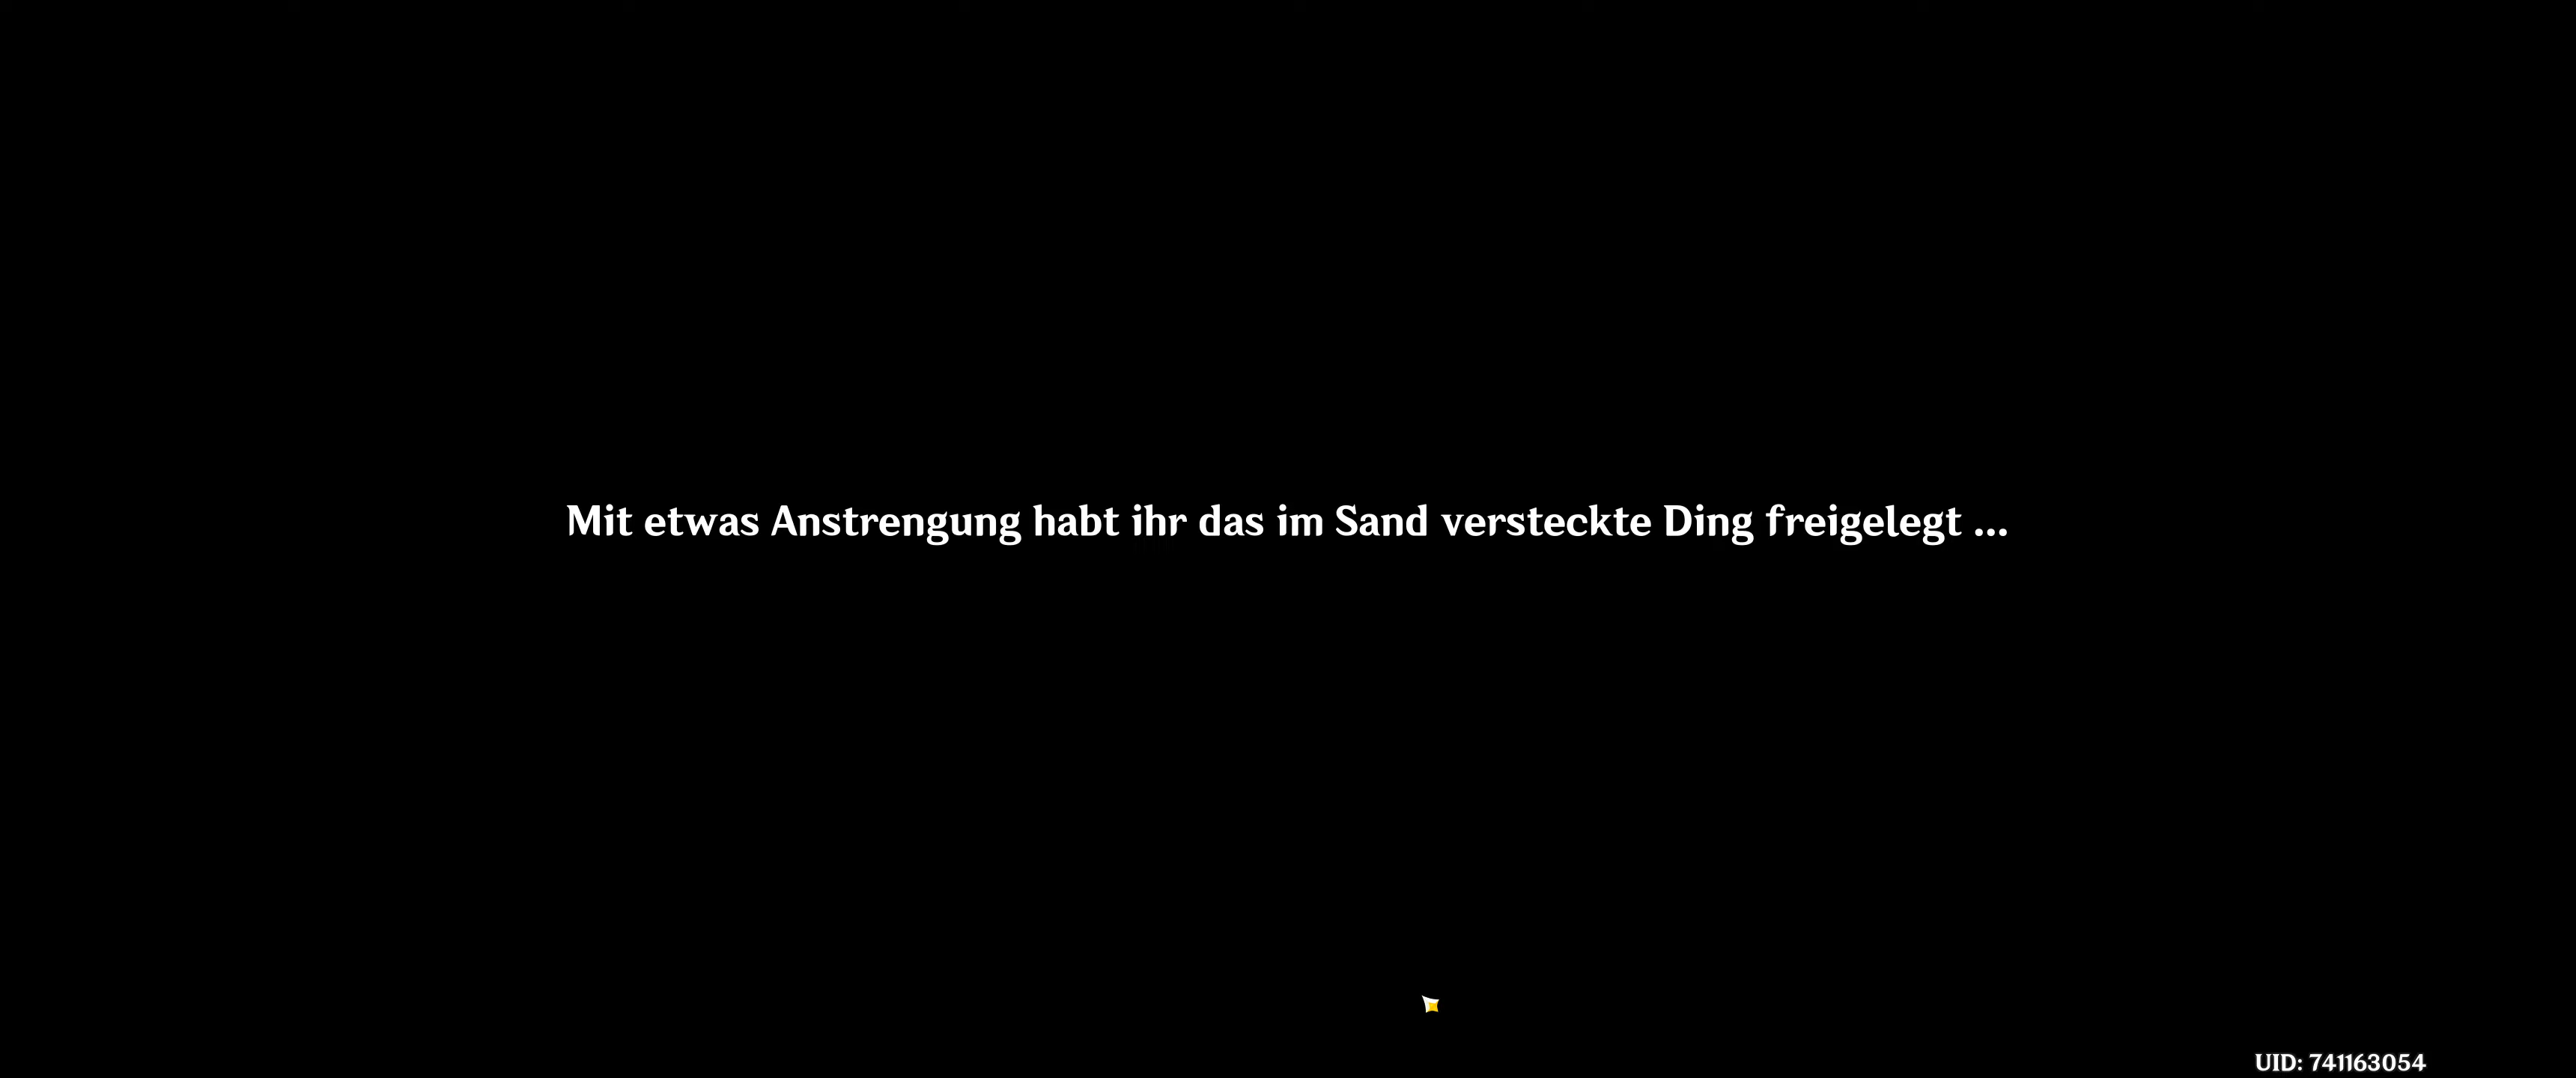 Mit etwas Anstrengung habt ihr das im Sand versteckte Ding freigelegt ...
UID: 741163054